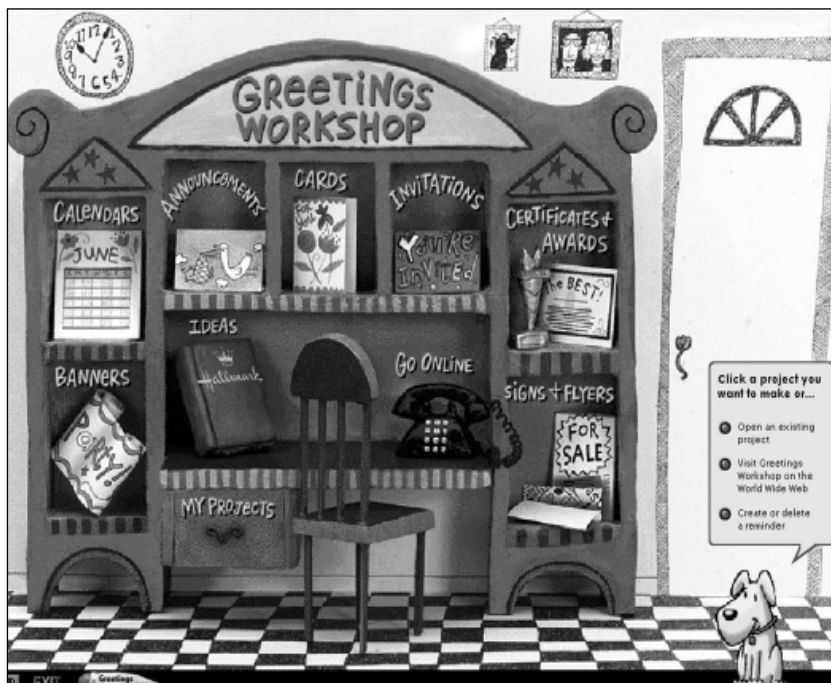 GREETINGS
WORKSHOP
CALENDARS
JUNE
ANNOUNCEMENTS
CARDS
INVITATIONS
You're
Invited
CERTIFICATES +
AWARDS
The BEST!
IDEAS
Hallmark
GO ONLINE
BANNERS
SIGNS + FLYERS
FOR
SALE
MY PROJECTS
Click a project you
want to make or...
Open an existing
project
Visit Greetings
Workshop on the
World Wide Web
Create or delete
a reminder
EXIT
Greetings